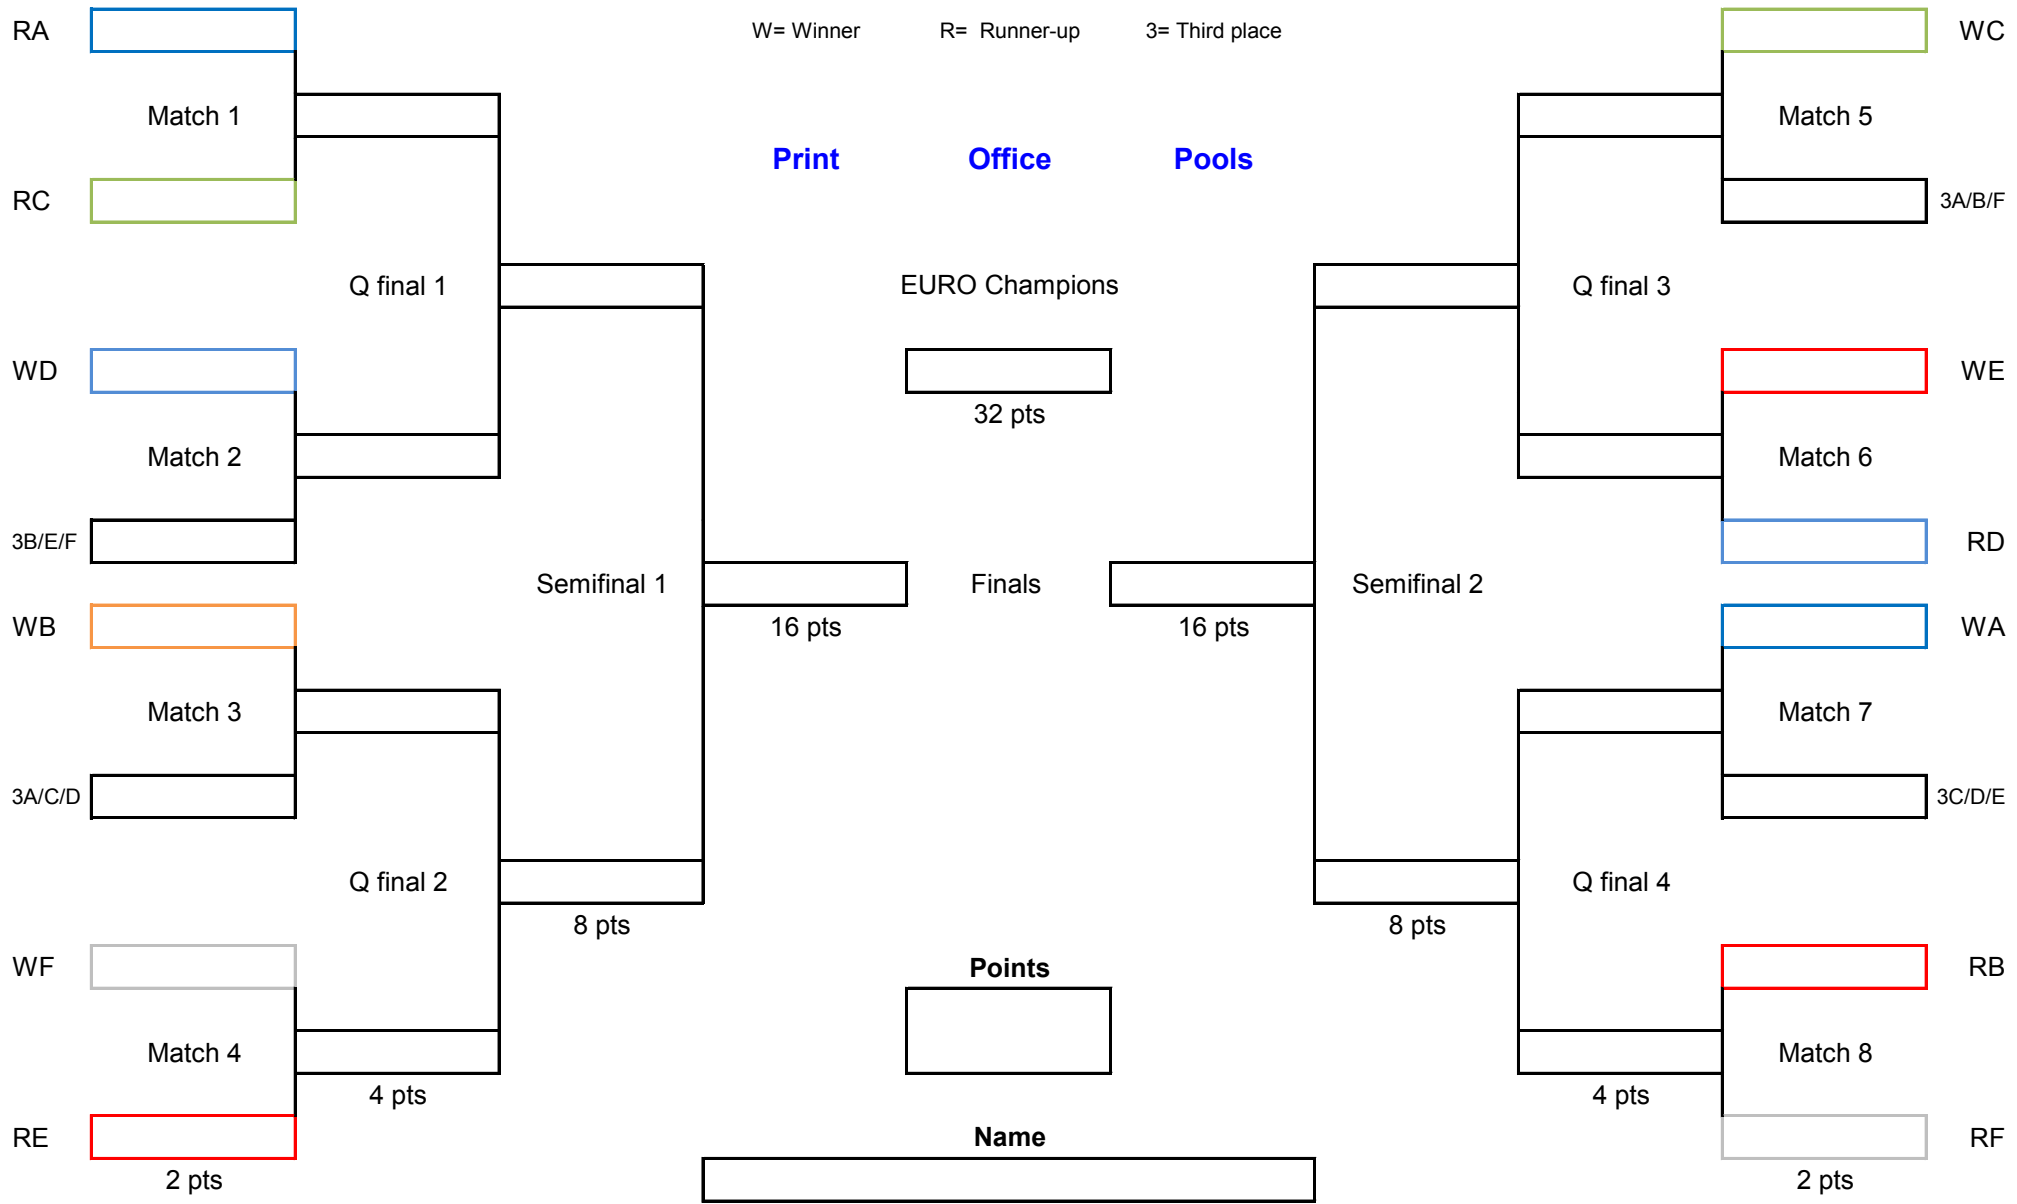 RA
W= Winner R= Runner-up 3= Third place
WC
Match 1
Match 5
Print Office Pools
RC
3A/B/F
Q final 1
EURO Champions
Q final 3
WD
WE
32 pts
Match 2
Match 6
3B/E/F
RD
Semifinal 1
Finals
Semifinal 2
WB
16 pts
16 pts
WA
Match 3
Match 7
3A/C/D
3C/D/E
Q final 2
Q final 4
8 pts
8 pts
WF
Points
RB
Match 4
Match 8
4 pts
4 pts
RE
Name
RF
2 pts
2 pts